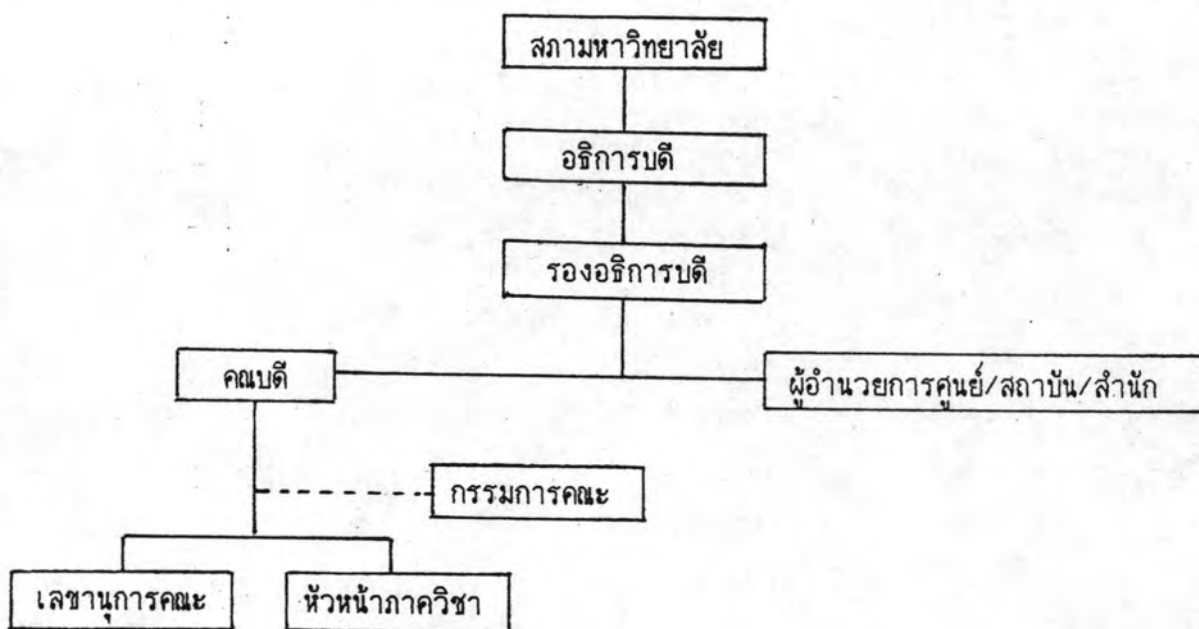 สภามหาวิทยาลัย
อธิการบดี
รองอธิการบดี
คณบดี
ผู้อำนวยการศูนย์/สถาบัน/สำนัก
กรรมการคณะ
เลขานุการคณะ
หัวหน้าภาควิชา